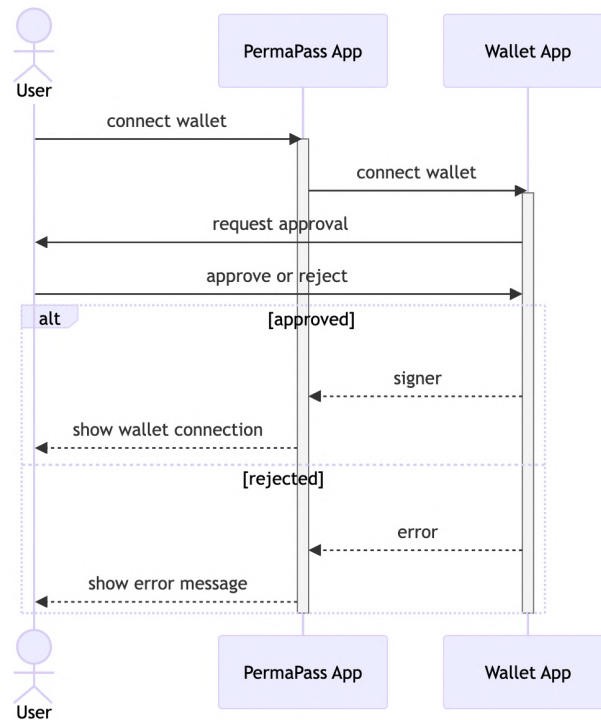 PermaPass App
Wallet App
User
connect wallet
connect wallet
request approval
approve or reject
alt
[approved]
signer
show wallet connection
[rejected]
error
show error message
PermaPass App
Wallet App
User